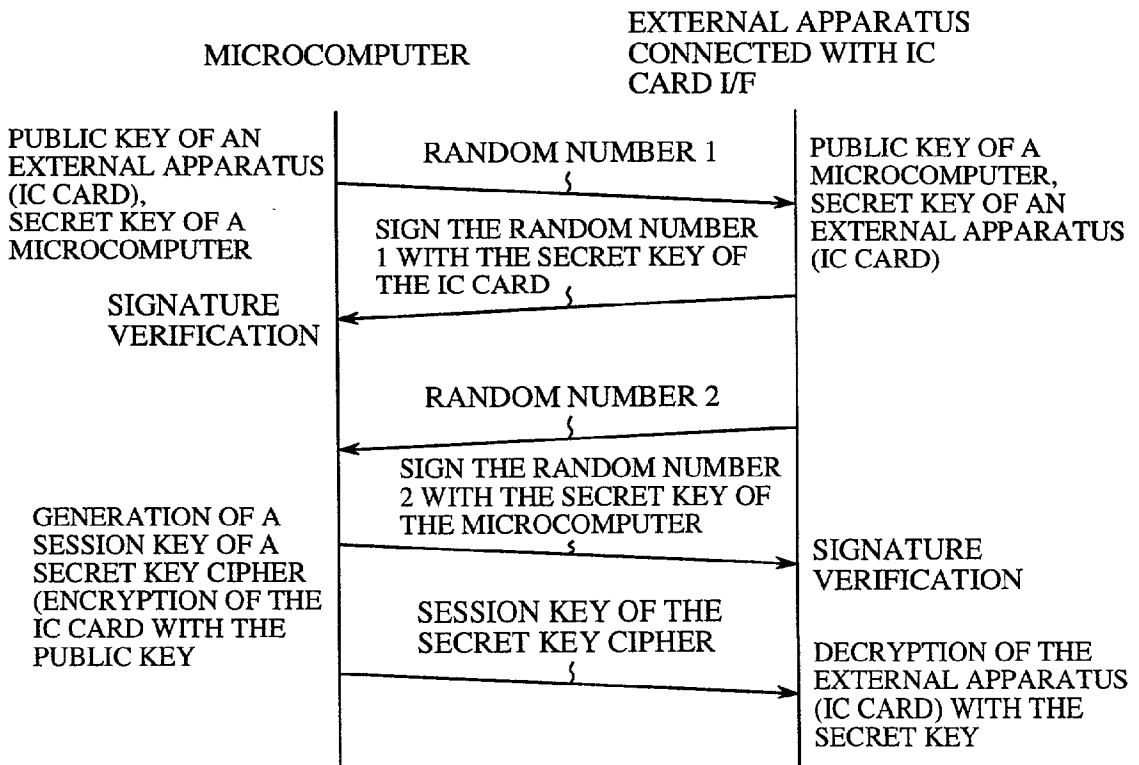 MICROCOMPUTER
EXTERNAL APPARATUS
CONNECTED WITH IC
CARD I/F
PUBLIC KEY OF AN
EXTERNAL APPARATUS
(IC CARD),
SECRET KEY OF A
MICROCOMPUTER
RANDOM NUMBER 1
PUBLIC KEY OF A
MICROCOMPUTER,
SECRET KEY OF AN
EXTERNAL APPARATUS
(IC CARD)
SIGN THE RANDOM NUMBER
1 WITH THE SECRET KEY OF
THE IC CARD
SIGNATURE
VERIFICATION
RANDOM NUMBER 2
SIGN THE RANDOM NUMBER
2 WITH THE SECRET KEY OF
THE MICROCOMPUTER
GENERATION OF A
SESSION KEY OF A
SECRET KEY CIPHER
(ENCRYPTION OF THE
IC CARD WITH THE
PUBLIC KEY
SIGNATURE
VERIFICATION
SESSION KEY OF THE
SECRET KEY CIPHER
DECRYPTION OF THE
EXTERNAL APPARATUS
(IC CARD) WITH THE
SECRET KEY